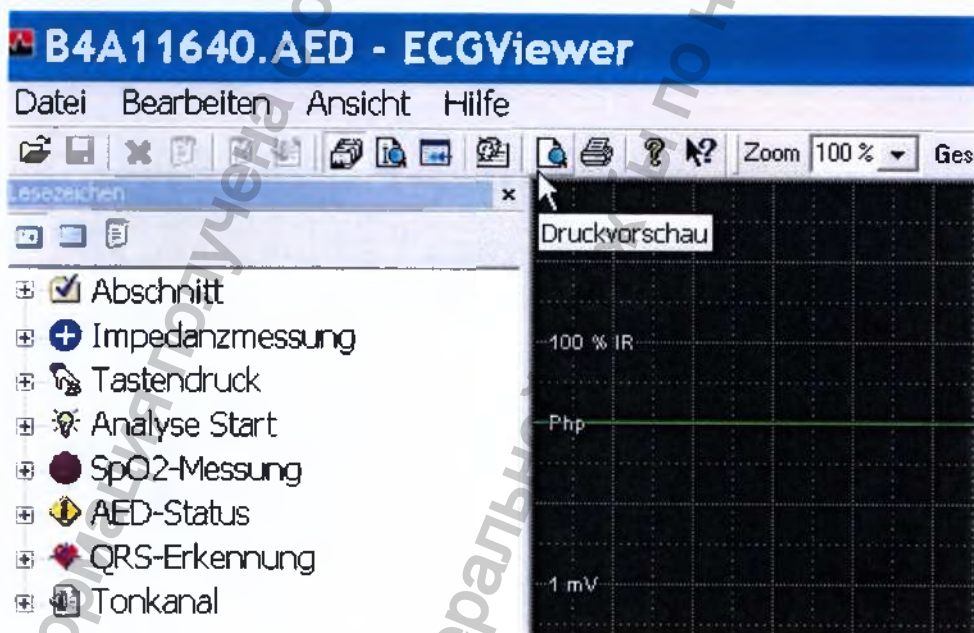 B4A11640.AED - ECGViewer
Datei Bearbeiten Ansicht Hilfe
Zoom 100 % Ges
Lesezeichen
Druckvorschau
Abschnitt
Impedanzmessung
Tastendruck
Analyse Start
SpO2-Messung
AED-Status
QRS-Erkennung
Tonkanal
100 % IR
Php
1 mV